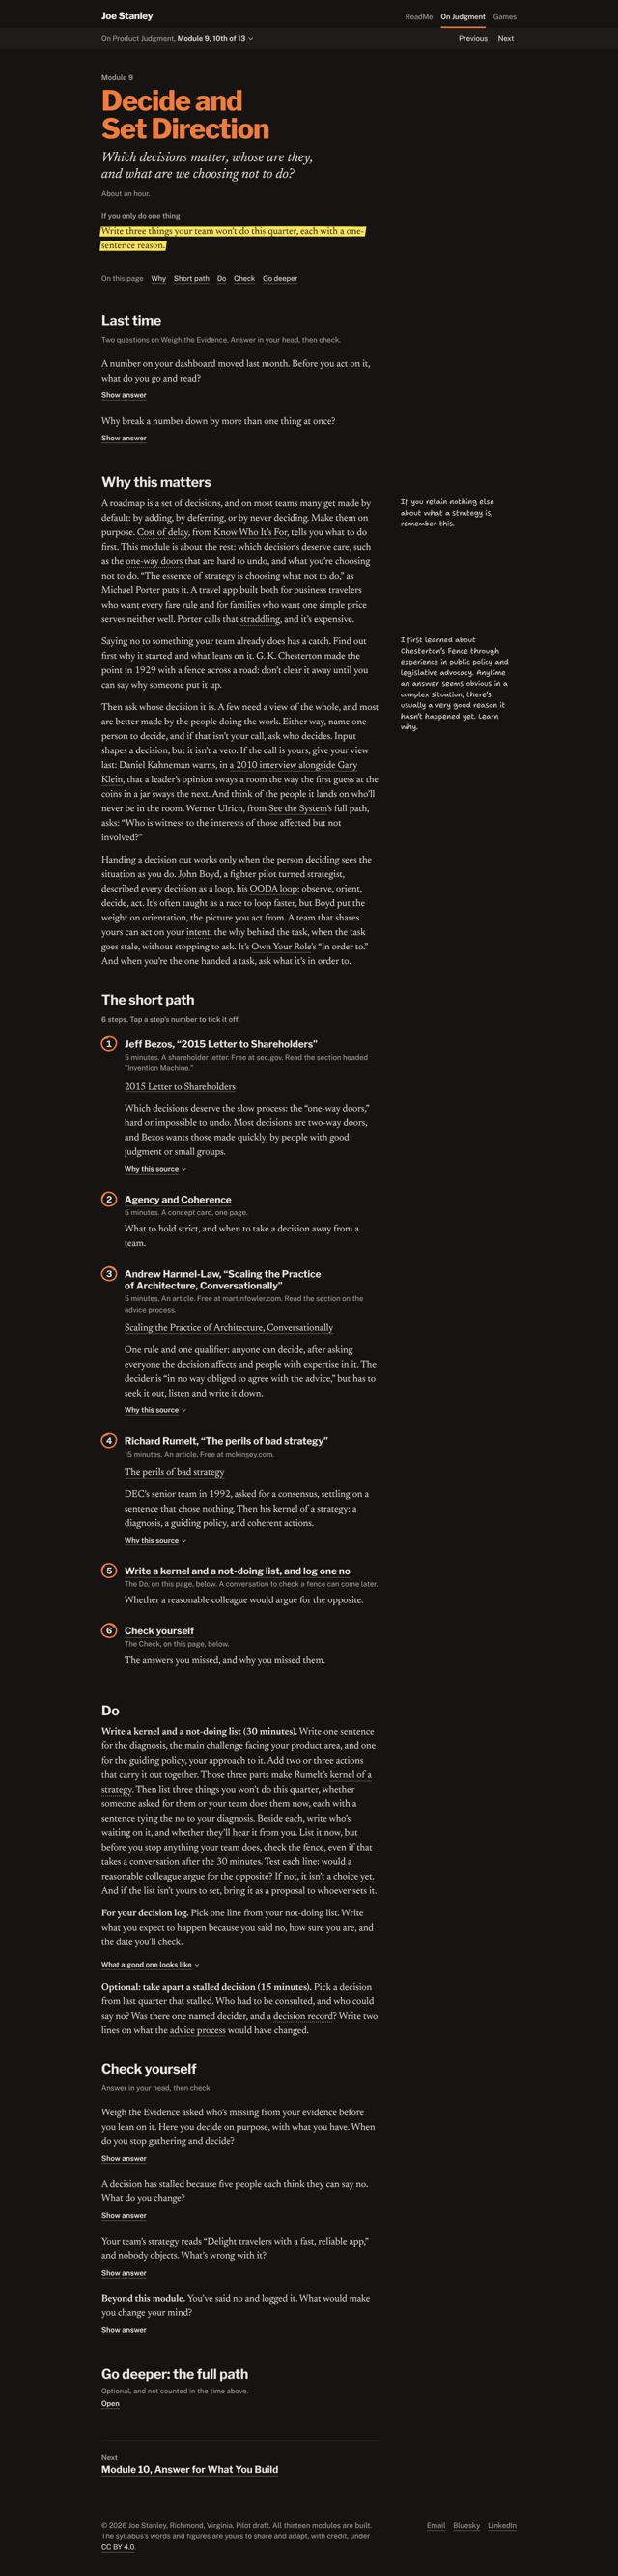 Joe Stanley
ReadMe On Judgment Games
On Product Judgment, Module 9, 10th of 13
Previous Next
Module 9
Decide and
Set Direction
Which decisions matter, whose are they,
and what are we choosing not to do?
About an hour.
If you only do one thing
Write three things your team won't do this quarter, each with a one-
sentence reason.
On this page Why Short path Do Check Go deeper
Last time
Two questions on Weigh the Evidence. Answer in your head, then check.
A number on your dashboard moved last month. Before you act on it,
what do you go and read?
Show answer
Why break a number down by more than one thing at once?
Show answer
Why this matters
A roadmap is a set of decisions, and on most teams many get made by
default: by adding, by deferring, or by never deciding. Make them on
purpose. Cost of delay, from Know Who It's For, tells you what to do
first. This module is about the rest: which decisions deserve care, such
as the one-way doors that are hard to undo, and what you're choosing
not to do. “The essence of strategy is choosing what not to do,” as
Michael Porter puts it. A travel app built both for business travelers
who want every fare rule and for families who want one simple price
serves neither well. Porter calls that straddling, and it's expensive.
If you retain nothing else
about what a strategy is,
remember this.
Saying no to something your team already does has a catch. Find out
first why it started and what leans on it. G. K. Chesterton made the
point in 1929 with a fence across a road: don't clear it away until you
can say why someone put it up.
I first learned about
Chesterton's Fence through
experience in public policy and
legislative advocacy. Anytime
an answer seems obvious in a
complex situation, there's
usually a very good reason it
hasn't happened yet. Learn
why.
Then ask whose decision it is. A few need a view of the whole, and most
are better made by the people doing the work. Either way, name one
person to decide, and if that isn't your call, ask who decides. Input
shapes a decision, but it isn't a veto. If the call is yours, give your view
last: Daniel Kahneman warns, in a 2010 interview alongside Gary
Klein, that a leader's opinion sways a room the way the first guess at the
coins in a jar sways the next. And think of the people it lands on who'll
never be in the room. Werner Ulrich, from See the System's full path,
asks: “Who is witness to the interests of those affected but not
involved?”
Handing a decision out works only when the person deciding sees the
situation as you do. John Boyd, a fighter pilot turned strategist,
described every decision as a loop, his OODA loop: observe, orient,
decide, act. It's often taught as a race to loop faster, but Boyd put the
weight on orientation, the picture you act from. A team that shares
yours can act on your intent, the why behind the task, when the task
goes stale, without stopping to ask. It's Own Your Role's “in order to.”
And when you're the one handed a task, ask what it's in order to.
The short path
6 steps. Tap a step's number to tick it off.
1 Jeff Bezos, “2015 Letter to Shareholders”
5 minutes. A shareholder letter. Free at sec.gov. Read the section headed
"Invention Machine."
2015 Letter to Shareholders
Which decisions deserve the slow process: the “one-way doors,”
hard or impossible to undo. Most decisions are two-way doors,
and Bezos wants those made quickly, by people with good
judgment or small groups.
Why this source
2 Agency and Coherence
5 minutes. A concept card, one page.
What to hold strict, and when to take a decision away from a
team.
3 Andrew Harmel-Law, “Scaling the Practice
of Architecture, Conversationally”
5 minutes. An article. Free at martinfowler.com. Read the section on the
advice process.
Scaling the Practice of Architecture, Conversationally
One rule and one qualifier: anyone can decide, after asking
everyone the decision affects and people with expertise in it. The
decider is “in no way obliged to agree with the advice,” but has to
seek it out, listen and write it down.
Why this source
4 Richard Rumelt, “The perils of bad strategy”
15 minutes. An article. Free at mckinsey.com.
The perils of bad strategy
DEC's senior team in 1992, asked for a consensus, settling on a
sentence that chose nothing. Then his kernel of a strategy: a
diagnosis, a guiding policy, and coherent actions.
Why this source
5 Write a kernel and a not-doing list, and log one no
The Do, on this page, below. A conversation to check a fence can come later.
Whether a reasonable colleague would argue for the opposite.
6 Check yourself
The Check, on this page, below.
The answers you missed, and why you missed them.
Do
Write a kernel and a not-doing list (30 minutes). Write one sentence
for the diagnosis, the main challenge facing your product area, and one
for the guiding policy, your approach to it. Add two or three actions
that carry it out together. Those three parts make Rumelt's kernel of a
strategy. Then list three things you won't do this quarter, whether
someone asked for them or your team does them now, each with a
sentence tying the no to your diagnosis. Beside each, write who's
waiting on it, and whether they'll hear it from you. List it now, but
before you stop anything your team does, check the fence, even if that
takes a conversation after the 30 minutes. Test each line: would a
reasonable colleague argue for the opposite? If not, it isn't a choice yet.
And if the list isn't yours to set, bring it as a proposal to whoever sets it.
For your decision log. Pick one line from your not-doing list. Write
what you expect to happen because you said no, how sure you are, and
the date you'll check.
What a good one looks like
Optional: take apart a stalled decision (15 minutes). Pick a decision
from last quarter that stalled. Who had to be consulted, and who could
say no? Was there one named decider, and a decision record? Write two
lines on what the advice process would have changed.
Check yourself
Answer in your head, then check.
Weigh the Evidence asked who's missing from your evidence before
you lean on it. Here you decide on purpose, with what you have. When
do you stop gathering and decide?
Show answer
A decision has stalled because five people each think they can say no.
What do you change?
Show answer
Your team's strategy reads “Delight travelers with a fast, reliable app,”
and nobody objects. What's wrong with it?
Show answer
Beyond this module. You've said no and logged it. What would make
you change your mind?
Show answer
Go deeper: the full path
Optional, and not counted in the time above.
Open
Next
Module 10, Answer for What You Build
© 2026 Joe Stanley. Richmond, Virginia. Pilot draft. All thirteen modules are built.
The syllabus's words and figures are yours to share and adapt, with credit, under
CC BY 4.0.
Email Bluesky LinkedIn